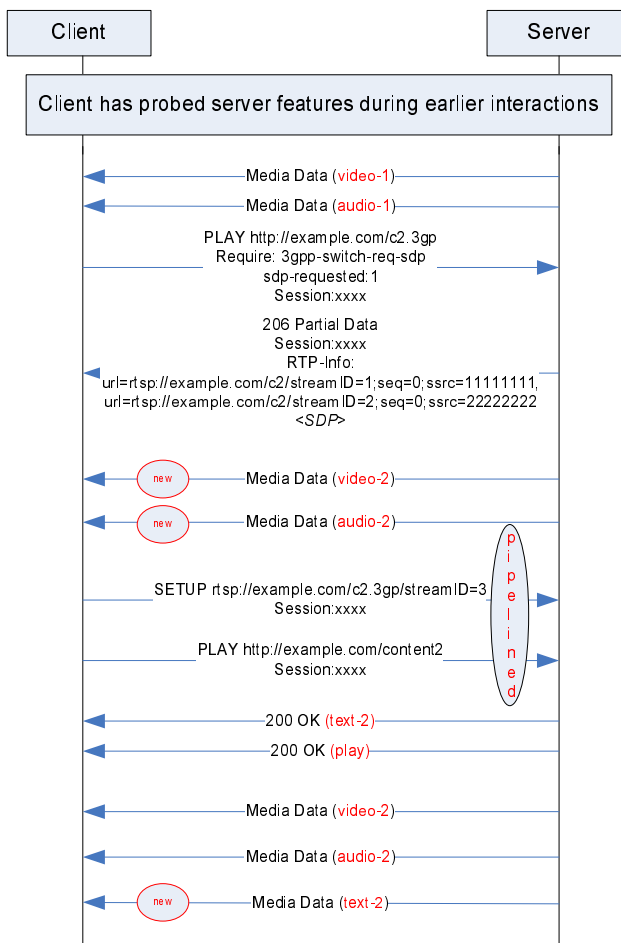 Client
Server
Client has probed server features during earlier interactions
Media Data (video-1)
Media Data (audio-1)
PLAY http://example.com/c2.3gp
Require: 3gpp-switch-req-sdp
sdp-requested:1
Session:xxxx
206 Partial Data
Session:xxxx
RTP-Info:
url=rtsp://example.com/c2/streamID=1;seq=0;ssrc=11111111,
url=rtsp://example.com/c2/streamID=2;seq=0;ssrc=22222222
<SDP>
new
Media Data (video-2)
new
Media Data (audio-2)
pipelined
SETUP rtsp://example.com/c2.3gp/streamID=3
Session:xxxx
PLAY http://example.com/content2
Session:xxxx
200 OK (text-2)
200 OK (play)
Media Data (video-2)
Media Data (audio-2)
new
Media Data (text-2)